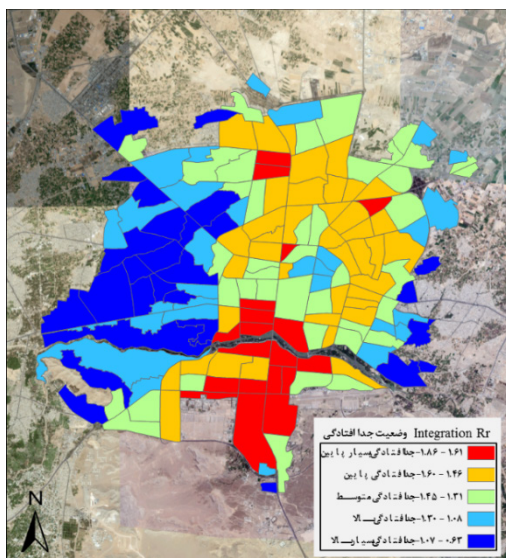 وضعیت جدا افتادگی Integration Rr
۱.۶۱ - ۱.۸۶-جدا افتادگی بسیار پایین
۱.۴۶ - ۱.۶۰-جدا افتادگی پایین
۱.۳۱ - ۱.۴۵-جدا افتادگی متوسط
۱.۰۸ - ۱.۳۰-جدا افتادگی بالا
۰.۶۳ - ۱.۰۷-جدا افتادگی بسیار بالا
N